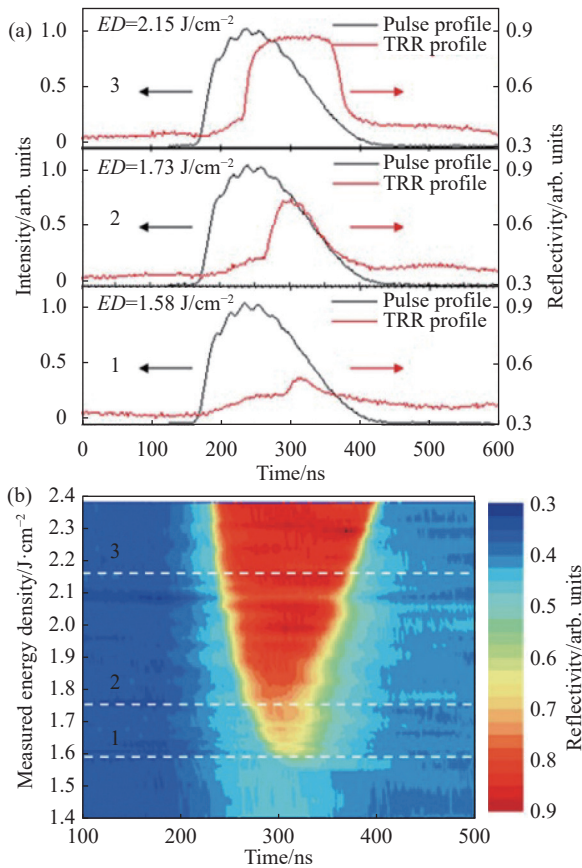 (a)
ED=2.15 J/cm⁻²
Pulse profile
TRR profile
3
1.0
0.5
0
0.9
0.6
0.3
ED=1.73 J/cm⁻²
Pulse profile
TRR profile
2
1.0
0.5
0
0.9
0.6
0.3
ED=1.58 J/cm⁻²
Pulse profile
TRR profile
1
1.0
0.5
0
0.9
0.6
0.3
Intensity/arb. units
Reflectivity/arb. units
0 100 200 300 400 500 600
Time/ns
(b)
Measured energy density/J·cm⁻²
2.4
2.3
2.2
2.1
2.0
1.9
1.8
1.7
1.6
1.5
1.4
3
2
1
100 200 300 400 500
Time/ns
0.3
0.4
0.5
0.6
0.7
0.8
0.9
Reflectivity/arb. units